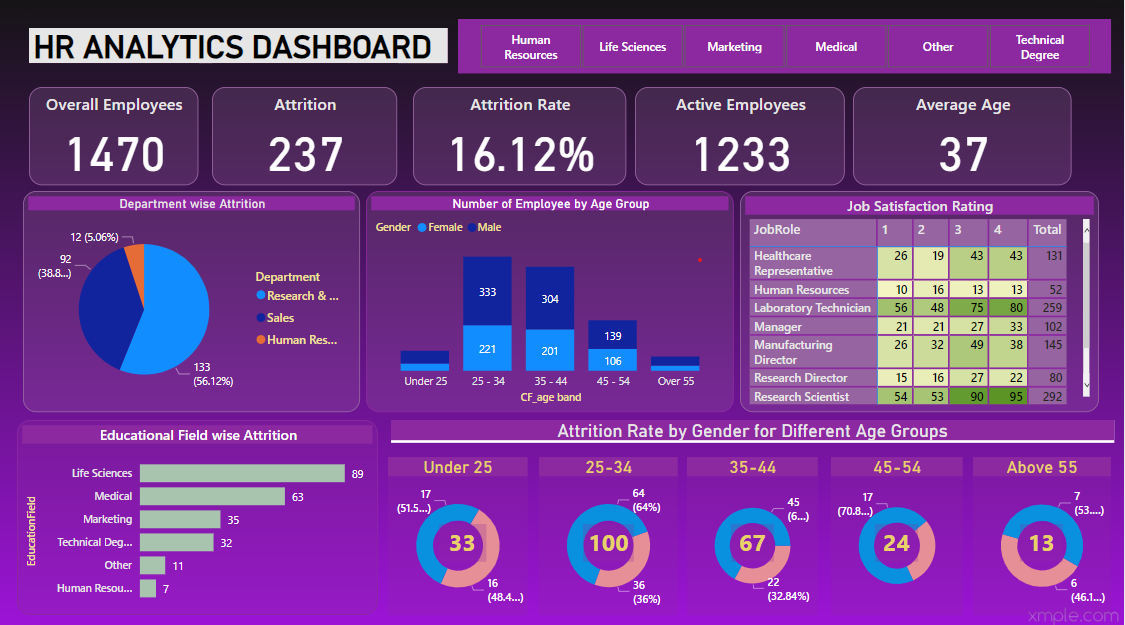 HR ANALYTICS DASHBOARD
Human
Resources
Life Sciences
Marketing
Medical
Other
Technical
Degree
Overall Employees
1470
Attrition
237
Attrition Rate
16.12%
Active Employees
1233
Average Age
37
Department wise Attrition
12 (5.06%)
92
(38.8...)
133
(56.12%)
Department
Research & ...
Sales
Human Res...
Number of Employee by Age Group
Gender Female Male
333
221
304
201
139
106
Under 25 25 - 34 35 - 44 45 - 54 Over 55
CF_age band
Job Satisfaction Rating
JobRole 1 2 3 4 Total
Healthcare
Representative 26 19 43 43 131
Human Resources 10 16 13 13 52
Laboratory Technician 56 48 75 80 259
Manager 21 21 27 33 102
Manufacturing
Director 26 32 49 38 145
Research Director 15 16 27 22 80
Research Scientist 54 53 90 95 292
Educational Field wise Attrition
EducationField
Life Sciences 89
Medical 63
Marketing 35
Technical Deg... 32
Other 11
Human Resou... 7
Attrition Rate by Gender for Different Age Groups
Under 25
17
(51.5...)
33
16
(48.4...)
25-34
64
(64%)
100
36
(36%)
35-44
45
(6...)
67
22
(32.84%)
45-54
17
(70.8...)
24
Above 55
7
(53....)
13
6
(46.1...)
xmple.com